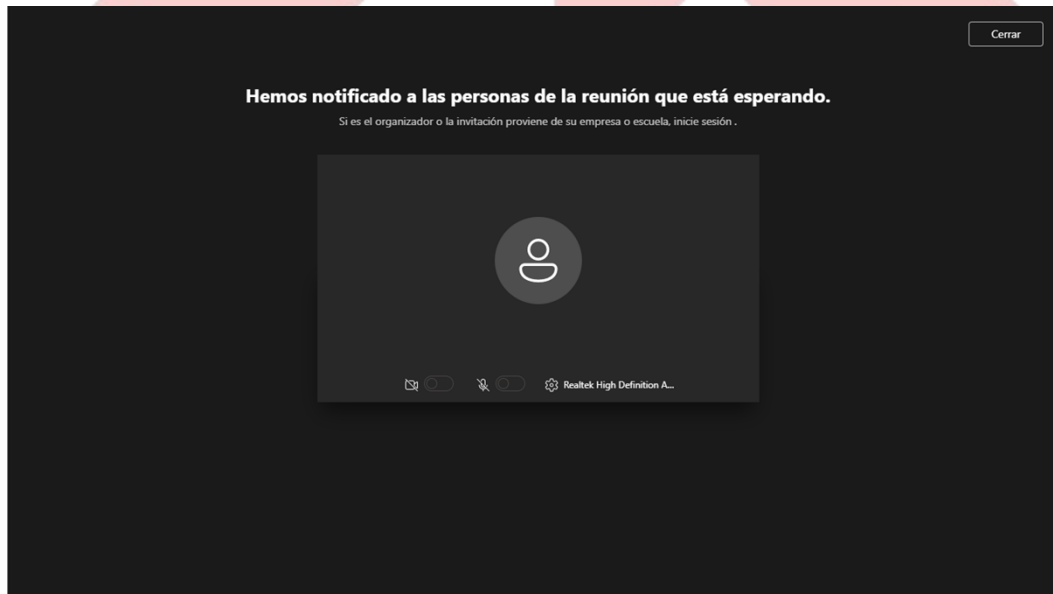 Cerrar
Hemos notificado a las personas de la reunión que está esperando.
Si es el organizador o la invitación proviene de su empresa o escuela, inicie sesión .
Realtek High Definition A...